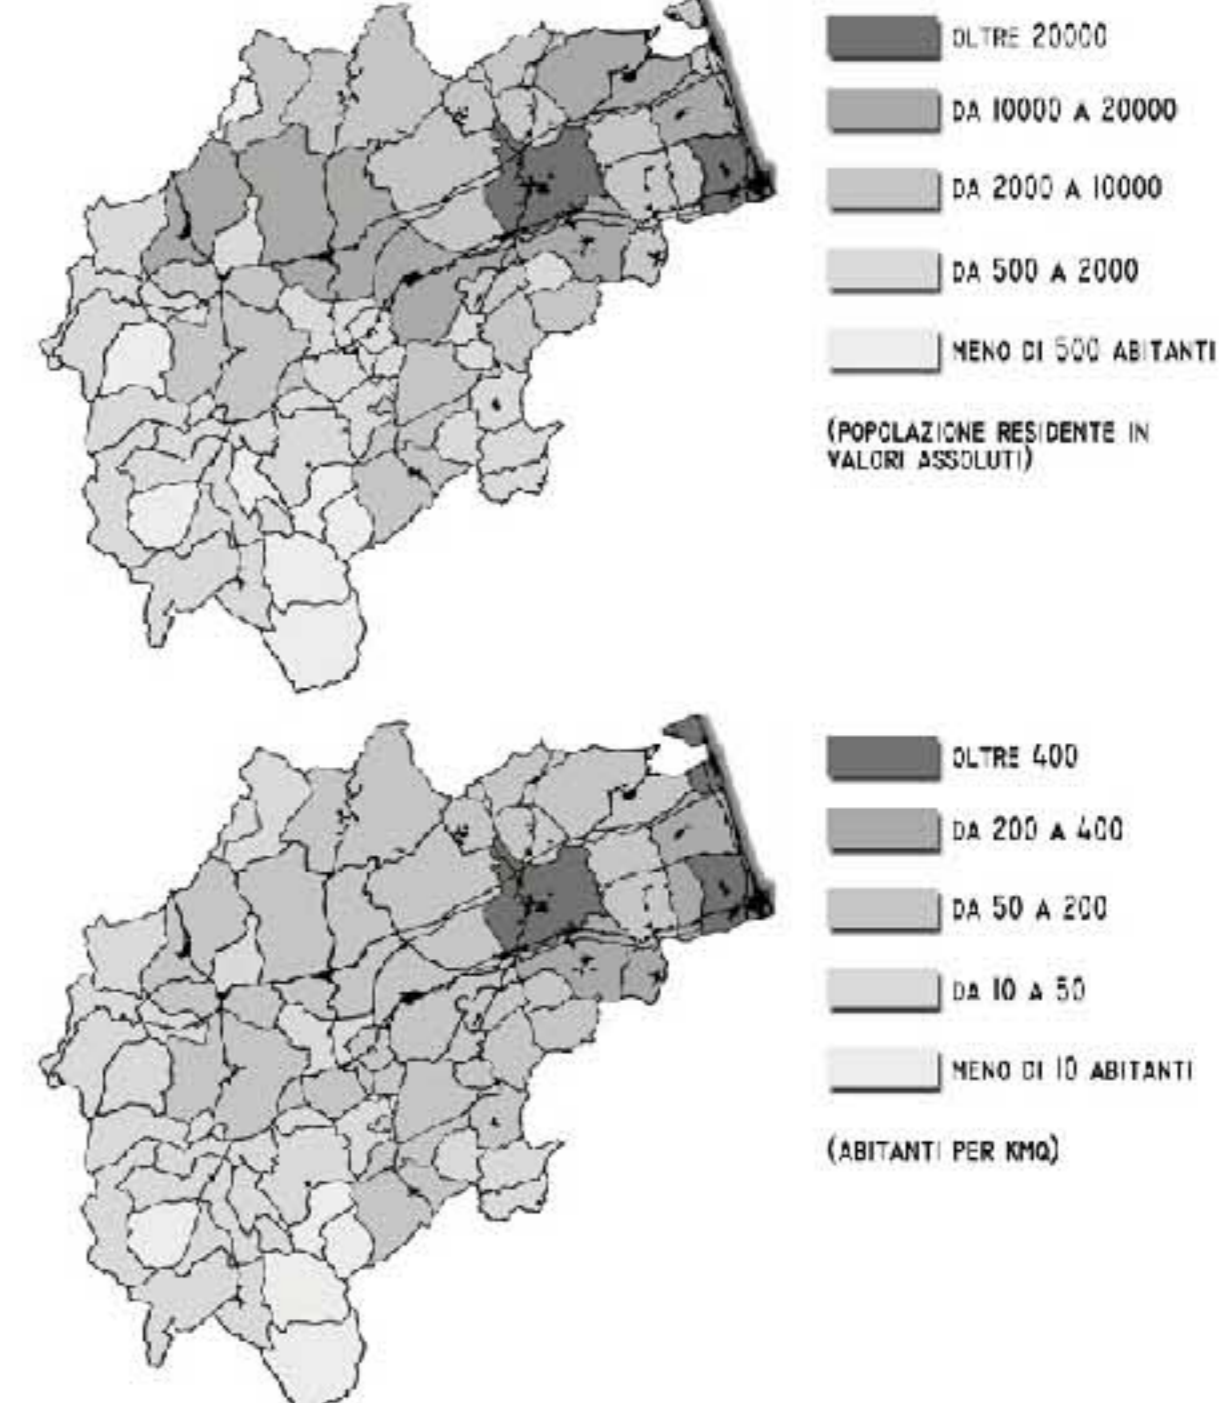 OLTRE 20000
DA 10000 A 20000
DA 2000 A 10000
DA 500 A 2000
MENO DI 500 ABITANTI
(POPOLAZIONE RESIDENTE IN
VALORI ASSOLUTI)
OLTRE 400
DA 200 A 400
DA 50 A 200
DA 10 A 50
MENO DI 10 ABITANTI
(ABITANTI PER KMQ)